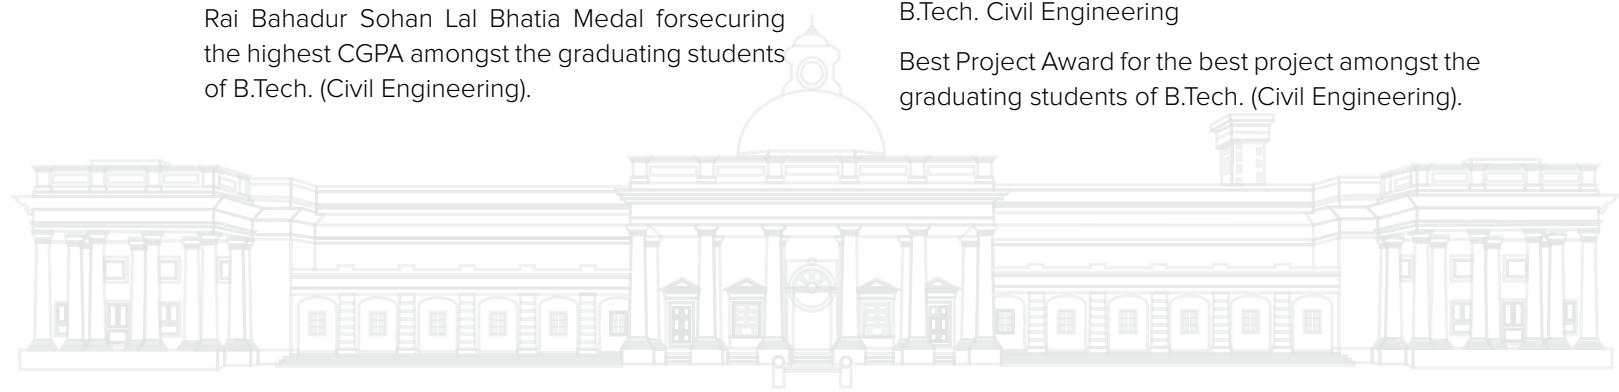 Rai Bahadur Sohan Lal Bhatia Medal forsecuring
the highest CGPA amongst the graduating students
of B.Tech. (Civil Engineering).
B.Tech. Civil Engineering
Best Project Award for the best project amongst the
graduating students of B.Tech. (Civil Engineering).